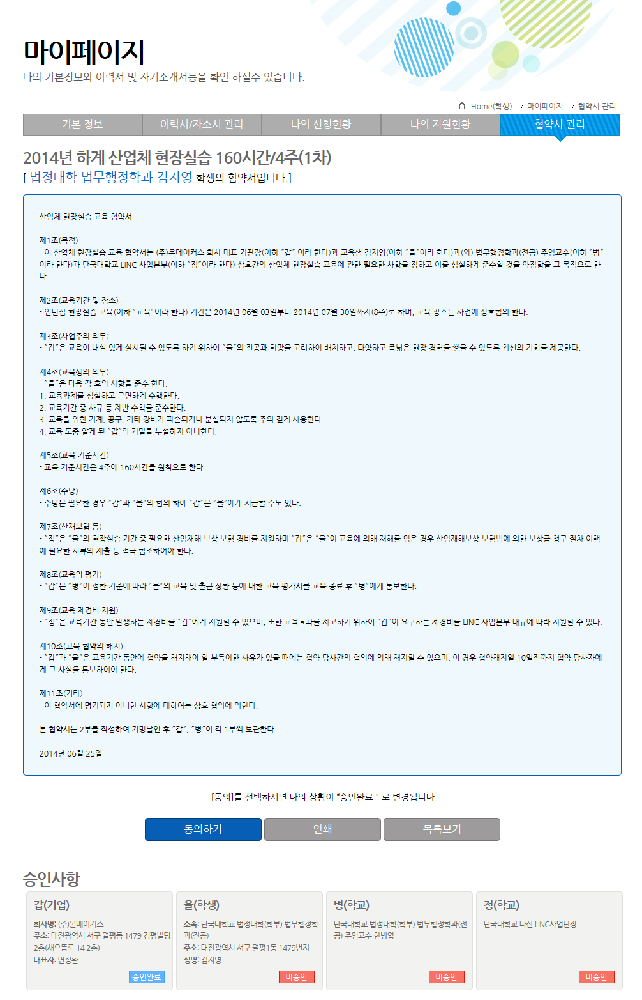 마이페이지
나의 기본정보와 이력서 및 자기소개서등을 확인 하실수 있습니다.
Home(학생) > 마이페이지 > 협약서 관리
기본 정보 이력서/자소서 관리 나의 신청현황 나의 지원현황 협약서 관리
2014년 하계 산업체 현장실습 160시간/4주(1차)
[ 법정대학 법무행정학과 김지영 학생의 협약서입니다.]
산업체 현장실습 교육 협약서
제1조(목적)
- 이 산업체 현장실습 교육 협약서는 (주)온메이커스 회사 대표·기관장(이하 ″갑″ 이라 한다)과 교육생 김지영(이하 ″을″이라 한다)과(와) 법무행정학과(전공) 주임교수(이하 ″병″
이라 한다)과 단국대학교 LINC 사업본부(이하 ″정″이라 한다) 상호간의 산업체 현장실습 교육에 관한 필요한 사항을 정하고 이를 성실하게 준수할 것을 약정함을 그 목적으로 한
다.
제2조(교육기간 및 장소)
- 인턴십 현장실습 교육(이하 ″교육″이라 한다) 기간은 2014년 06월 03일부터 2014년 07월 30일까지(8주)로 하며, 교육 장소는 사전에 상호협의 한다.
제3조(사업주의 의무)
- ″갑″은 교육이 내실 있게 실시될 수 있도록 하기 위하여 ″을″의 전공과 희망을 고려하여 배치하고, 다양하고 폭넓은 현장 경험을 쌓을 수 있도록 최선의 기회를 제공한다.
제4조(교육생의 의무)
- ″을″은 다음 각 호의 사항을 준수 한다.
1. 교육과제를 성실하고 근면하게 수행한다.
2. 교육기간 중 사규 등 제반 수칙을 준수한다.
3. 교육을 위한 기계, 공구, 기타 장비가 파손되거나 분실되지 않도록 주의 깊게 사용한다.
4. 교육 도중 알게 된 ″갑″의 기밀을 누설하지 아니한다.
제5조(교육 기준시간)
- 교육 기준시간은 4주에 160시간을 원칙으로 한다.
제6조(수당)
- 수당은 필요한 경우 ″갑″과 ″을″의 합의 하에 ″갑″은 ″을″에게 지급할 수도 있다.
제7조(산재보험 등)
- ″정″은 ″을″의 현장실습 기간 중 필요한 산업재해 보상 보험 경비를 지원하며 ″갑″은 ″을″이 교육에 의해 재해를 입은 경우 산업재해보상 보험법에 의한 보상금 청구 절차 이행
에 필요한 서류의 제출 등 적극 협조하여야 한다.
제8조(교육의 평가)
- ″갑″은 ″병″이 정한 기준에 따라 ″을″의 교육 및 출근 상황 등에 대한 교육 평가서를 교육 종료 후 ″병″에게 통보한다.
제9조(교육 제경비 지원)
- ″정″은 교육기간 동안 발생하는 제경비를 ″갑″에게 지원할 수 있으며, 또한 교육효과를 제고하기 위하여 ″갑″이 요구하는 제경비를 LINC 사업본부 내규에 따라 지원할 수 있다.
제10조(교육 협약의 해지)
- ″갑″과 ″을″은 교육기간 동안에 협약을 해지해야 할 부득이한 사유가 있을 때에는 협약 당사간의 협의에 의해 해지할 수 있으며, 이 경우 협약해지일 10일전까지 협약 당사자에
게 그 사실을 통보하여야 한다.
제11조(기타)
- 이 협약서에 명기되지 아니한 사항에 대하여는 상호 협의에 의한다.
본 협약서는 2부를 작성하여 기명날인 후 ″갑″, ″병″이 각 1부씩 보관한다.
2014년 06월 25일
[동의]를 선택하시면 나의 상황이 “승인완료 “ 로 변경됩니다
동의하기 인쇄 목록보기
승인사항
갑(기업)
회사명: (주)온메이커스
주소: 대전광역시 서구 월평동 1479 경평빌딩
2층(새으뜸로 14 2층)
대표자: 변정환
승인완료
을(학생)
소속: 단국대학교 법정대학(학부) 법무행정학
과(전공)
주소: 대전광역시 서구 월평1동 1479번지
성명: 김지영
미승인
병(학교)
단국대학교 법정대학(학부) 법무행정학과(전
공) 주임교수 한병엽
미승인
정(학교)
단국대학교 다산 LINC사업단장
미승인